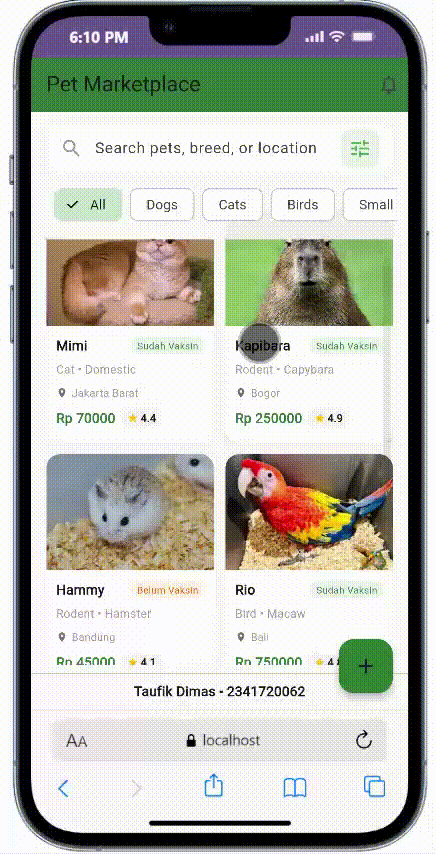 6:10 PM
Pet Marketplace
Search pets, breed, or location
All
Dogs
Cats
Birds
Small
Mimi
Sudah Vaksin
Cat • Domestic
Jakarta Barat
Rp 70000
4.4
Kapibara
Sudah Vaksin
Rodent • Capybara
Bogor
Rp 250000
4.9
Hammy
Belum Vaksin
Rodent • Hamster
Bandung
Rp 45000
4.1
Rio
Sudah Vaksin
Bird • Macaw
Bali
Rp 750000
Taufik Dimas - 2341720062
AA
localhost